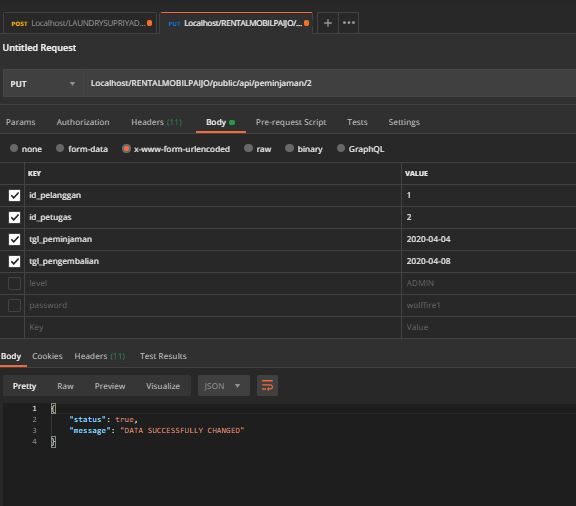 POST Localhost/LAUNDRYSUPRIYAD... PUT Localhost/RENTALMOBILPAIJO/... + •••
Untitled Request
PUT Localhost/RENTALMOBILPAIJO/public/api/peminjaman/2
Params Authorization Headers (11) Body Pre-request Script Tests Settings
none form-data x-www-form-urlencoded raw binary GraphQL
KEY VALUE
id_pelanggan 1
id_petugas 2
tgl_peminjaman 2020-04-04
tgl_pengembalian 2020-04-08
level ADMIN
password wolffire1
Key Value
Body Cookies Headers (11) Test Results
Pretty Raw Preview Visualize JSON
1 {
2 "status": true,
3 "message": "DATA SUCCESSFULLY CHANGED"
4 }